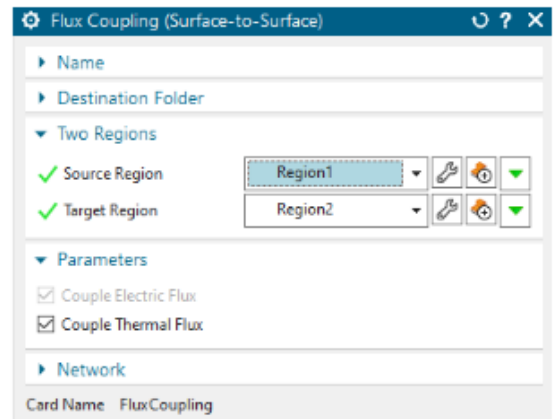 Flux Coupling (Surface-to-Surface)
Name
Destination Folder
Two Regions
Source Region Region1
Target Region Region2
Parameters
Couple Electric Flux
Couple Thermal Flux
Network
Card Name FluxCoupling